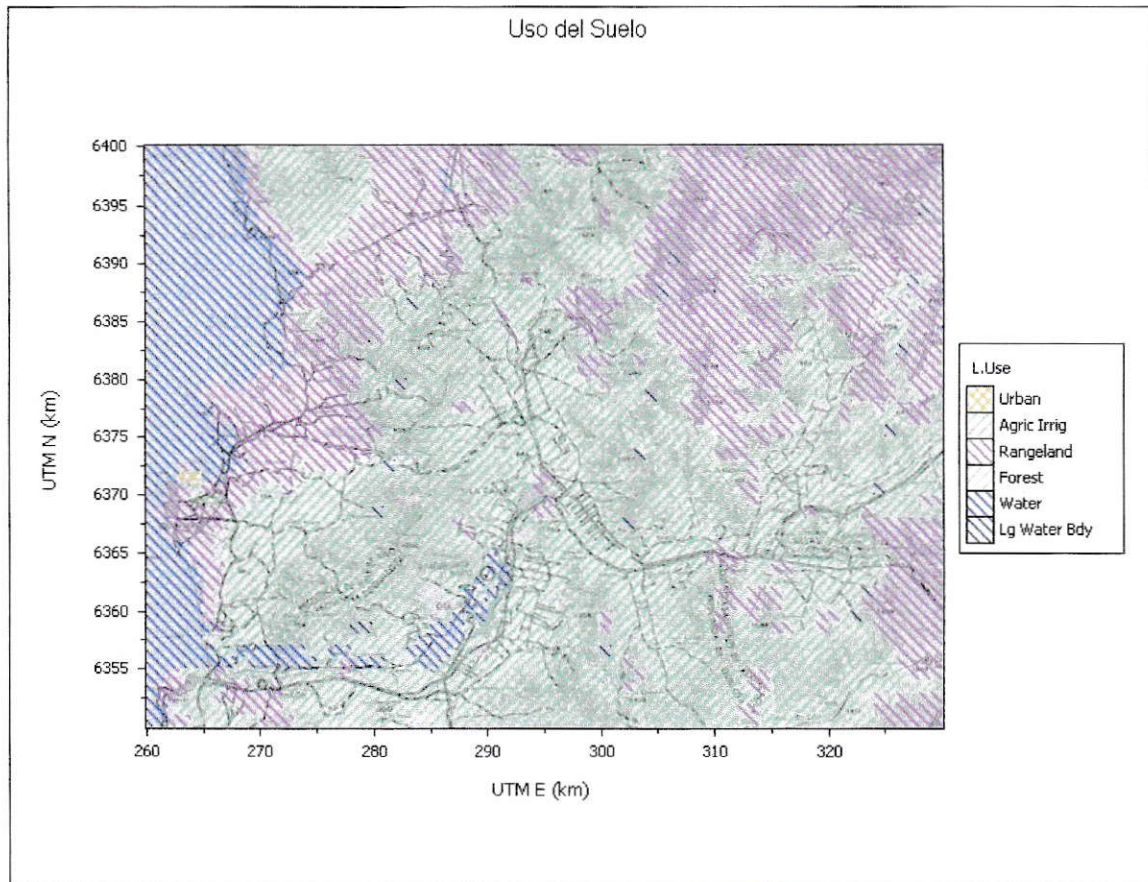 Uso del Suelo
UTM N (km)
6400
6395
6390
6385
6380
6375
6370
6365
6360
6355
260
270
280
290
300
310
320
UTM E (km)
L.Use
Urban
Agric Irrig
Rangeland
Forest
Water
Lg Water Bdy